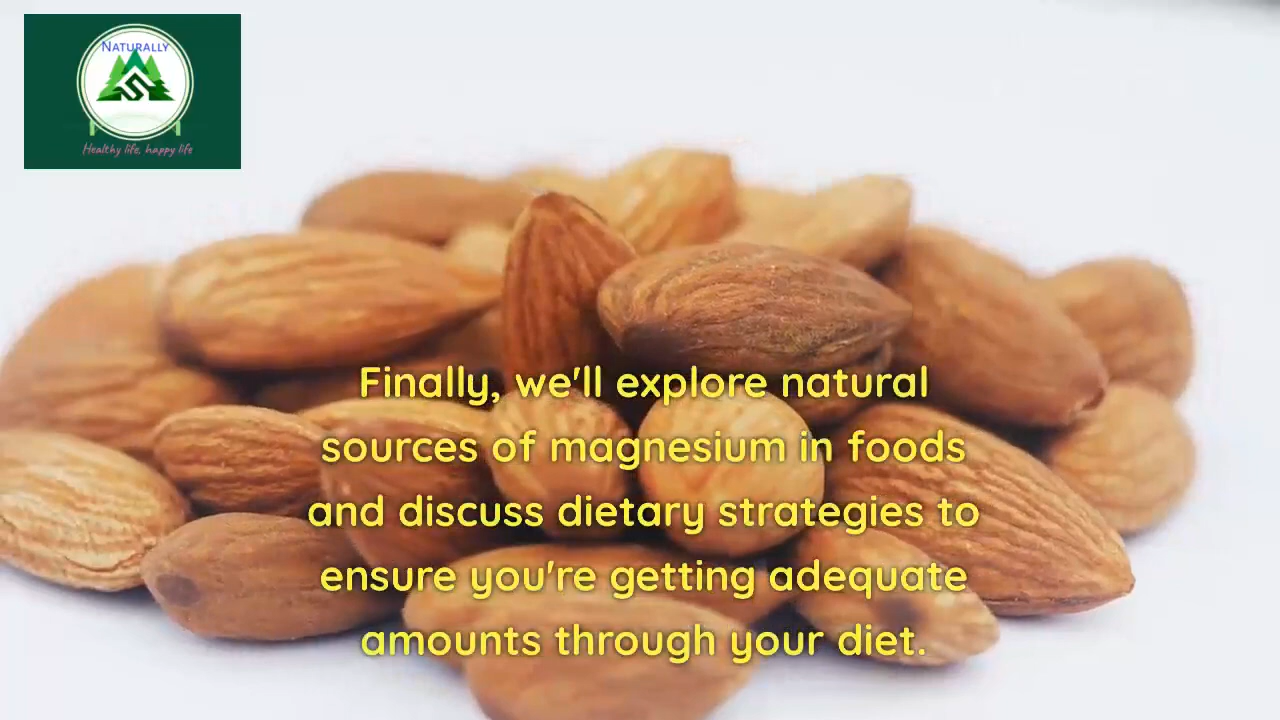 NATURALLY
Healthy life, happy life
Finally, we'll explore natural
sources of magnesium in foods
and discuss dietary strategies to
ensure you're getting adequate
amounts through your diet.